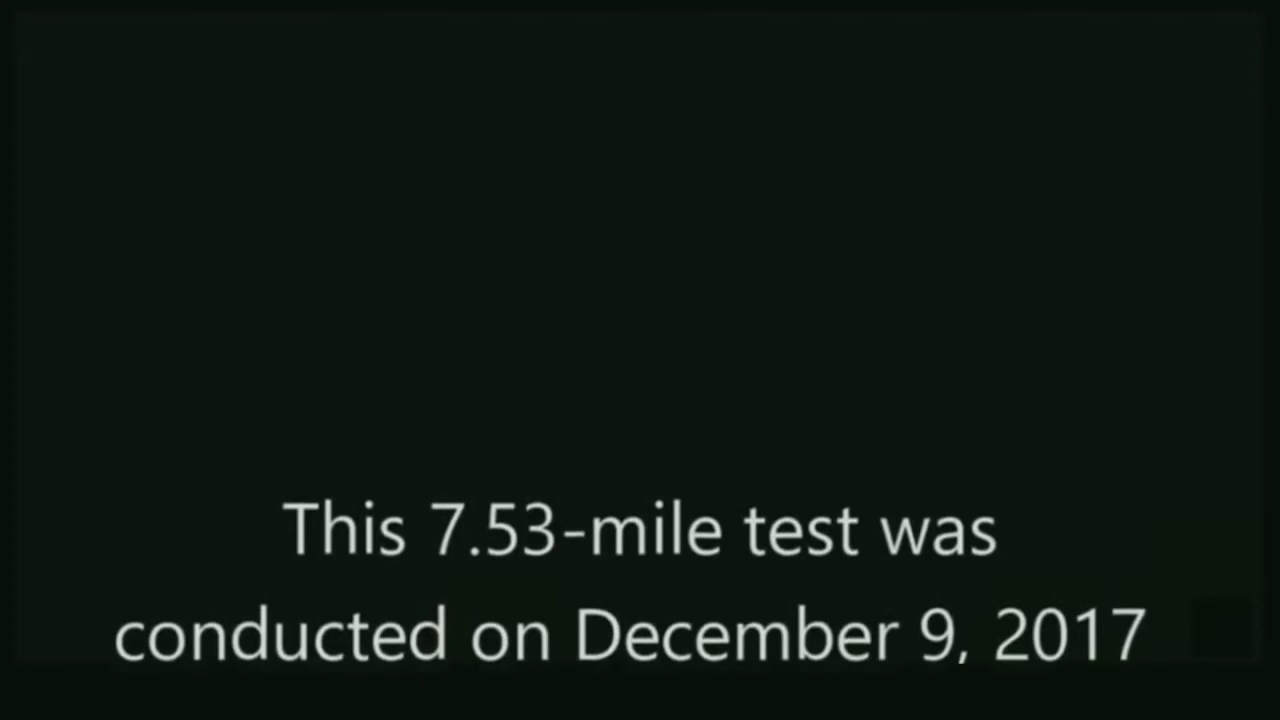 This 7.53-mile test was
conducted on December 9, 2017